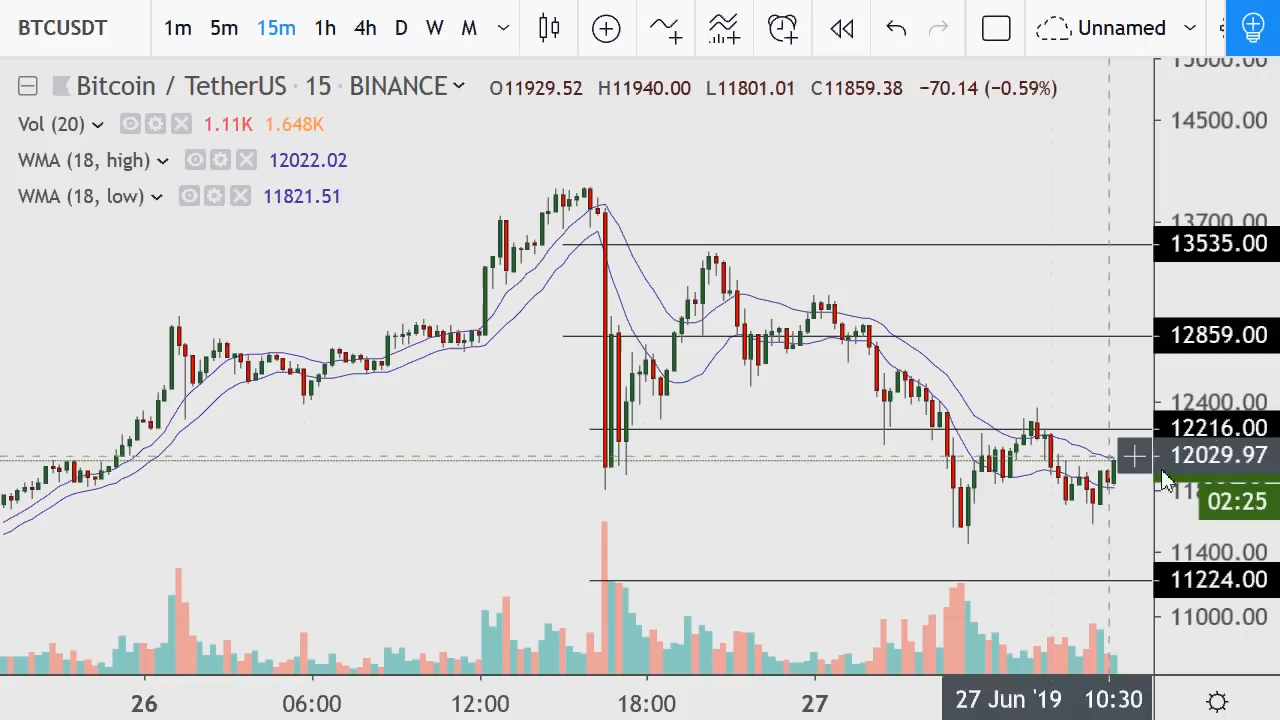 BTCUSDT 1m 5m 15m 1h 4h D W M Unnamed
Bitcoin / TetherUS · 15 · BINANCE O11929.52 H11940.00 L11801.01 C11859.38 −70.14 (−0.59%)
Vol (20) 1.11K 1.648K
WMA (18, high) 12022.02
WMA (18, low) 11821.51
15000.00
14500.00
13700.00
13535.00
12859.00
12400.00
12216.00
12029.97
02:25
11400.00
11224.00
11000.00
26 06:00 12:00 18:00 27 27 Jun '19 10:30